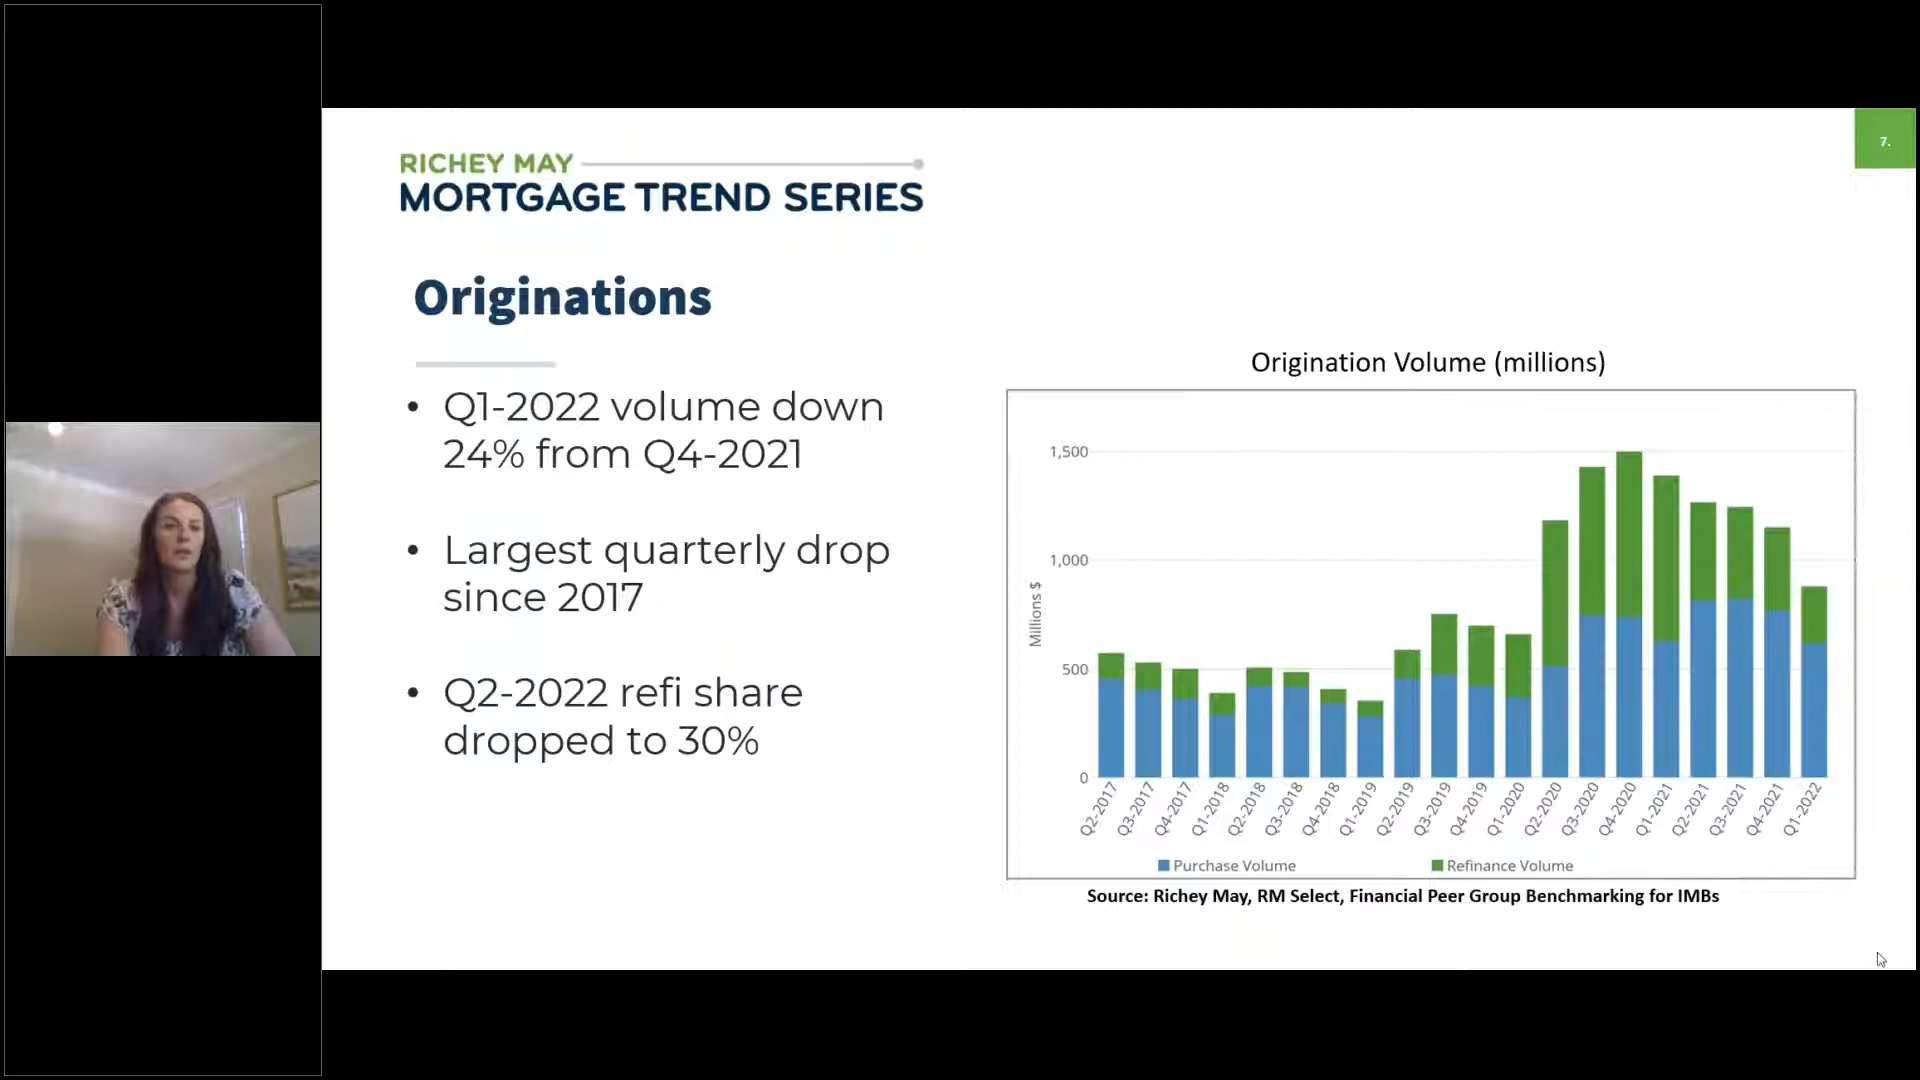 7.
RICHEY MAY
MORTGAGE TREND SERIES
Originations
• Q1-2022 volume down
24% from Q4-2021
• Largest quarterly drop
since 2017
• Q2-2022 refi share
dropped to 30%
Origination Volume (millions)
Millions $
1,500
1,000
500
0
Q2-2017
Q3-2017
Q4-2017
Q1-2018
Q2-2018
Q3-2018
Q4-2018
Q1-2019
Q2-2019
Q3-2019
Q4-2019
Q1-2020
Q2-2020
Q3-2020
Q4-2020
Q1-2021
Q2-2021
Q3-2021
Q4-2021
Q1-2022
Purchase Volume
Refinance Volume
Source: Richey May, RM Select, Financial Peer Group Benchmarking for IMBs